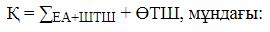 Қ = ∑ЕА+ШТШ + ӨТШ, мұндағы: